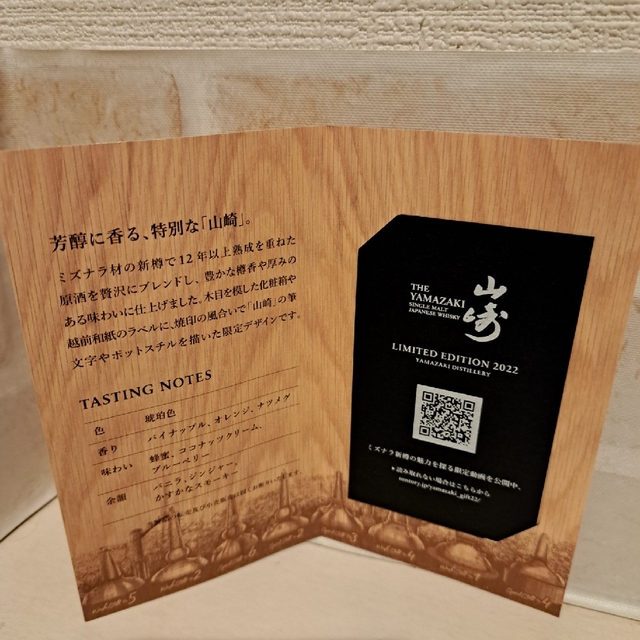 芳醇に香る、特別な「山崎」。
ミズナラ材の新樽で12年以上熟成を重ねた
原酒を贅沢にブレンドし、豊かな樽香や厚みの
ある味わいに仕上げました。木目を模した化粧箱や
越前和紙のラベルに、焼印の風合いで「山崎」の筆
文字やポットスチルを描いた限定デザインです。
TASTING NOTES
色 琥珀色
香り パイナップル、オレンジ、ナツメグ
味わい 蜂蜜、ココナッツクリーム、
ブルーベリー
余韻 バニラ、ジンジャー、
かすかなスモーキー
THE
YAMAZAKI
SINGLE MALT
JAPANESE WHISKY
山崎
LIMITED EDITION 2022
YAMAZAKI DISTILLERY
ミズナラ新樽の魅力を探る限定動画を公開中。
▶読み取れない場合はこちらから
suntory.jp/yamazaki_gift22/